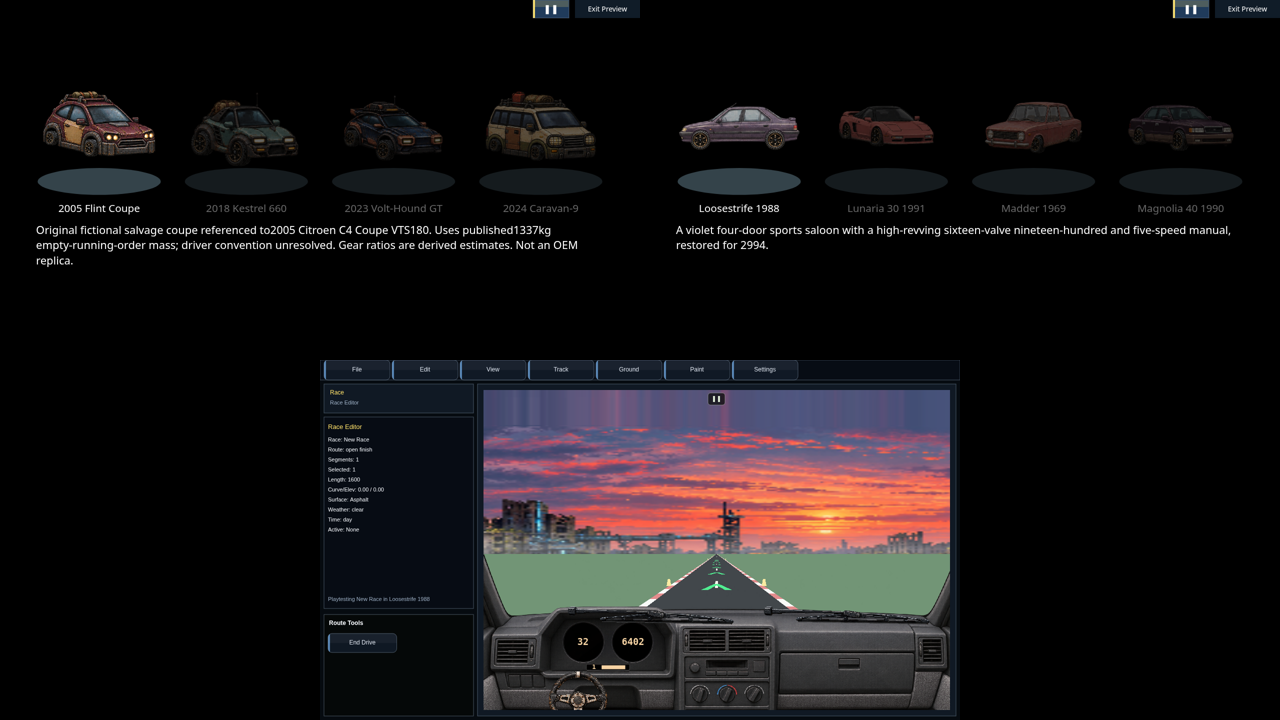 Exit Preview
Exit Preview
2005 Flint Coupe
2018 Kestrel 660
2023 Volt-Hound GT
2024 Caravan-9
Original fictional salvage coupe referenced to2005 Citroen C4 Coupe VTS180. Uses published1337kg
empty-running-order mass; driver convention unresolved. Gear ratios are derived estimates. Not an OEM
replica.
Loosestrife 1988
Lunaria 30 1991
Madder 1969
Magnolia 40 1990
A violet four-door sports saloon with a high-revving sixteen-valve nineteen-hundred and five-speed manual,
restored for 2994.
File
Edit
View
Track
Ground
Paint
Settings
Race
Race Editor
Race Editor
Race: New Race
Route: open finish
Segments: 1
Selected: 1
Length: 1600
Curve/Elev: 0.00 / 0.00
Surface: Asphalt
Weather: clear
Time: day
Active: None
Playtesting New Race in Loosestrife 1988
Route Tools
End Drive
32
6402
1